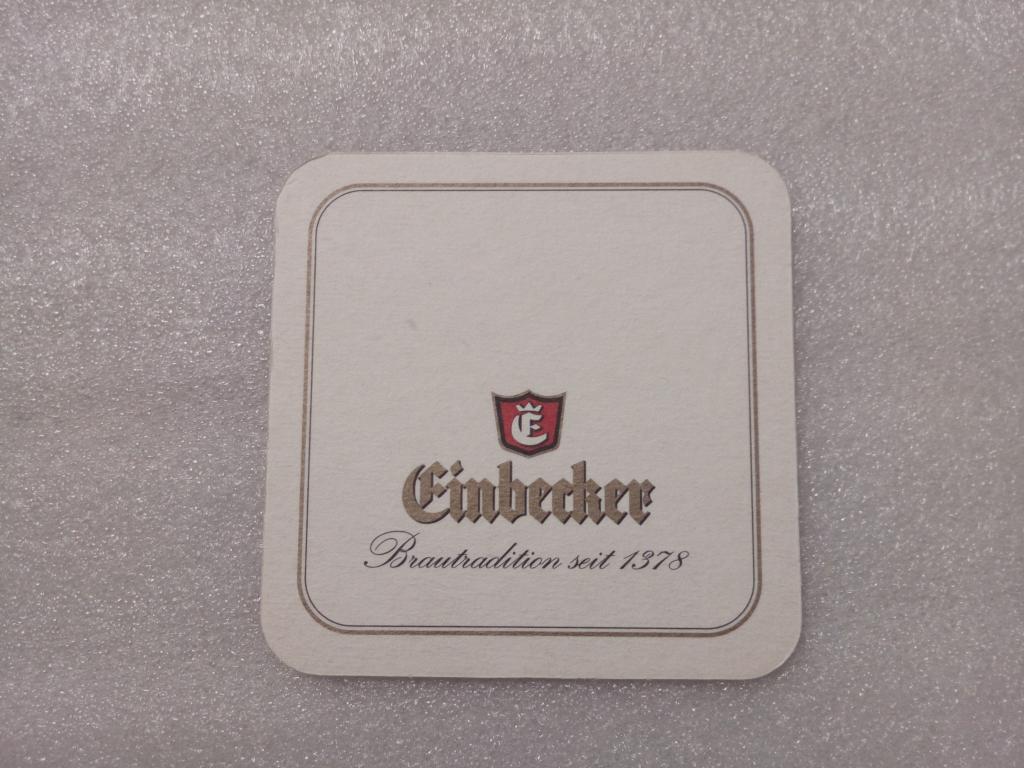 E
Einbecker
Brautradition seit 1378